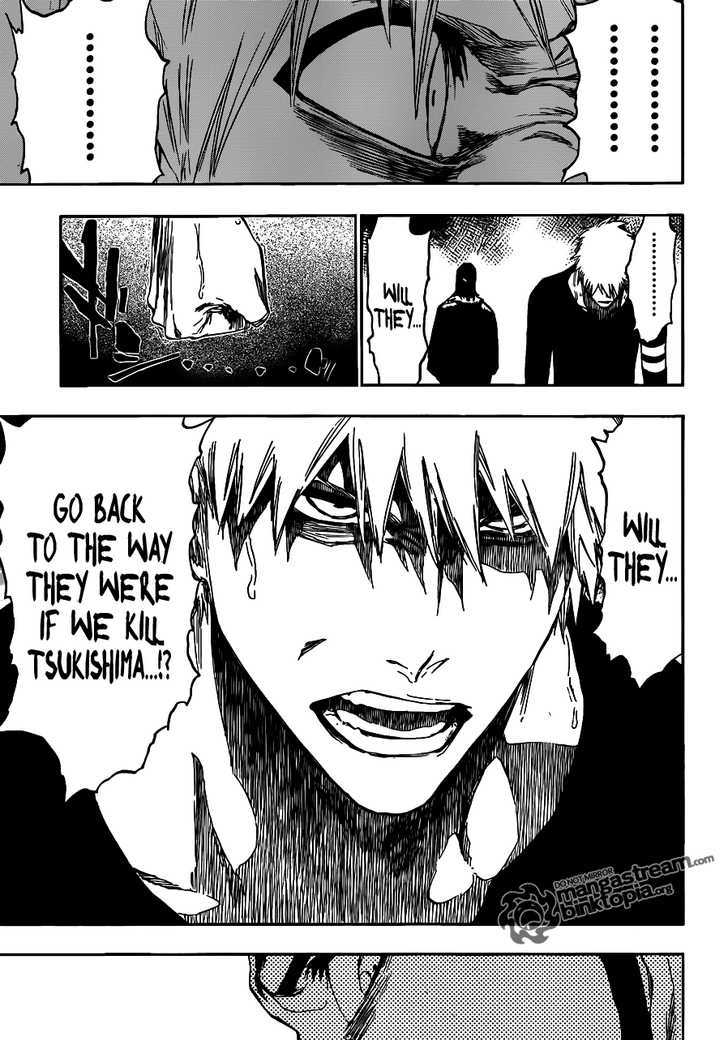 ..........
..........
..........
..........
WILL
THEY...
WILL
THEY...
GO BACK
TO THE WAY
THEY WERE
IF WE KILL
TSUKISHIMA...!?
DO NOT MIRROR
mangastream.com
binktopia.org